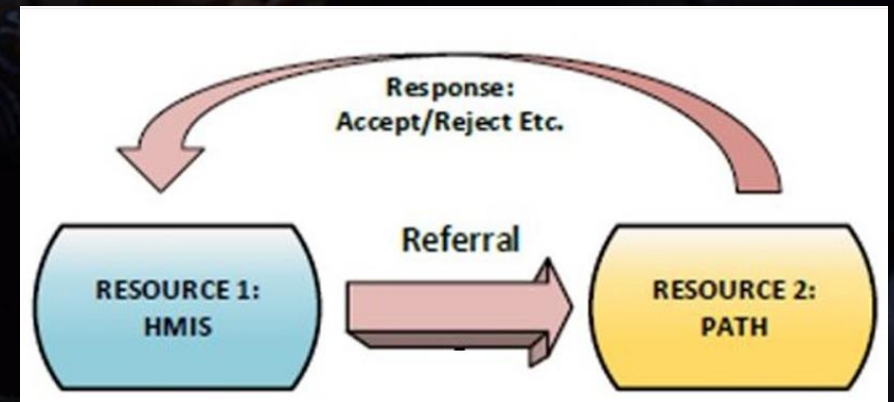 Response:
Accept/Reject Etc.
Referral
RESOURCE 1:
HMIS
RESOURCE 2:
PATH